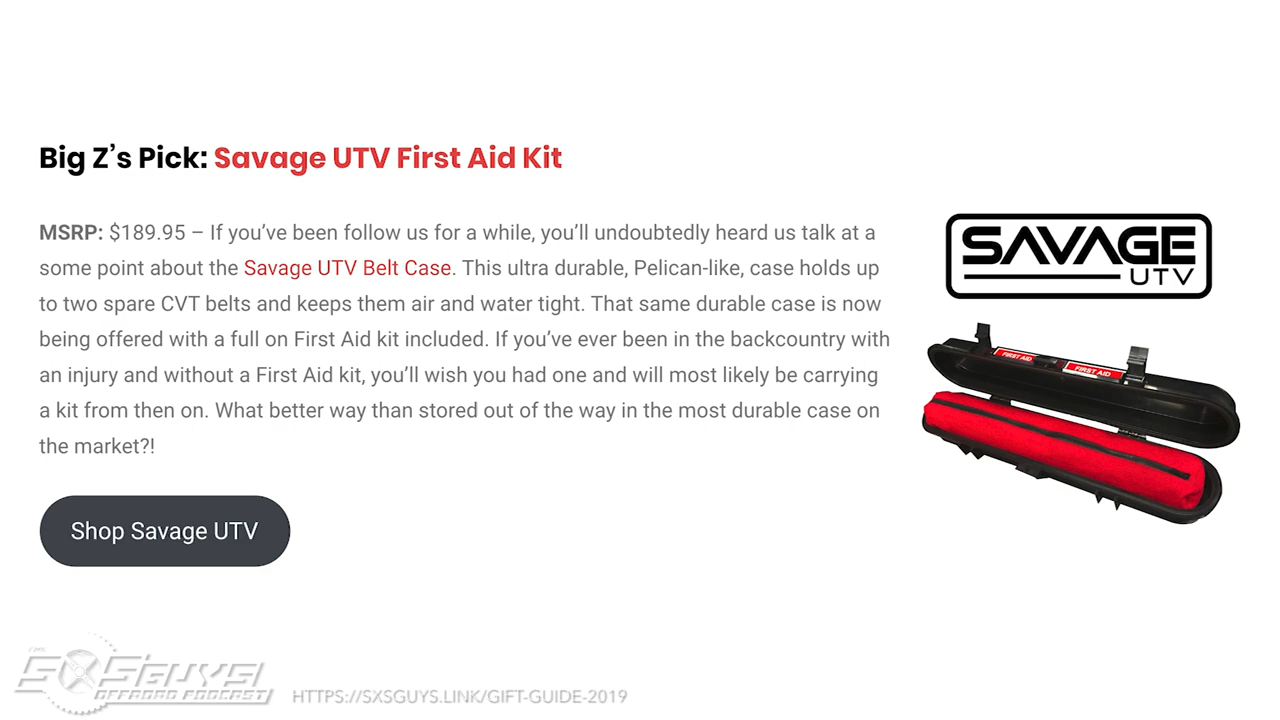 Big Z's Pick: Savage UTV First Aid Kit
MSRP: $189.95 – If you've been follow us for a while, you'll undoubtedly heard us talk at a
some point about the Savage UTV Belt Case. This ultra durable, Pelican-like, case holds up
to two spare CVT belts and keeps them air and water tight. That same durable case is now
being offered with a full on First Aid kit included. If you've ever been in the backcountry with
an injury and without a First Aid kit, you'll wish you had one and will most likely be carrying
a kit from then on. What better way than stored out of the way in the most durable case on
the market?!
Shop Savage UTV
SAVAGE
UTV
FIRST AID
FIRST AID
THE
SXSGUYS
OFFROAD PODCAST
HTTPS://SXSGUYS.LINK/GIFT-GUIDE-2019